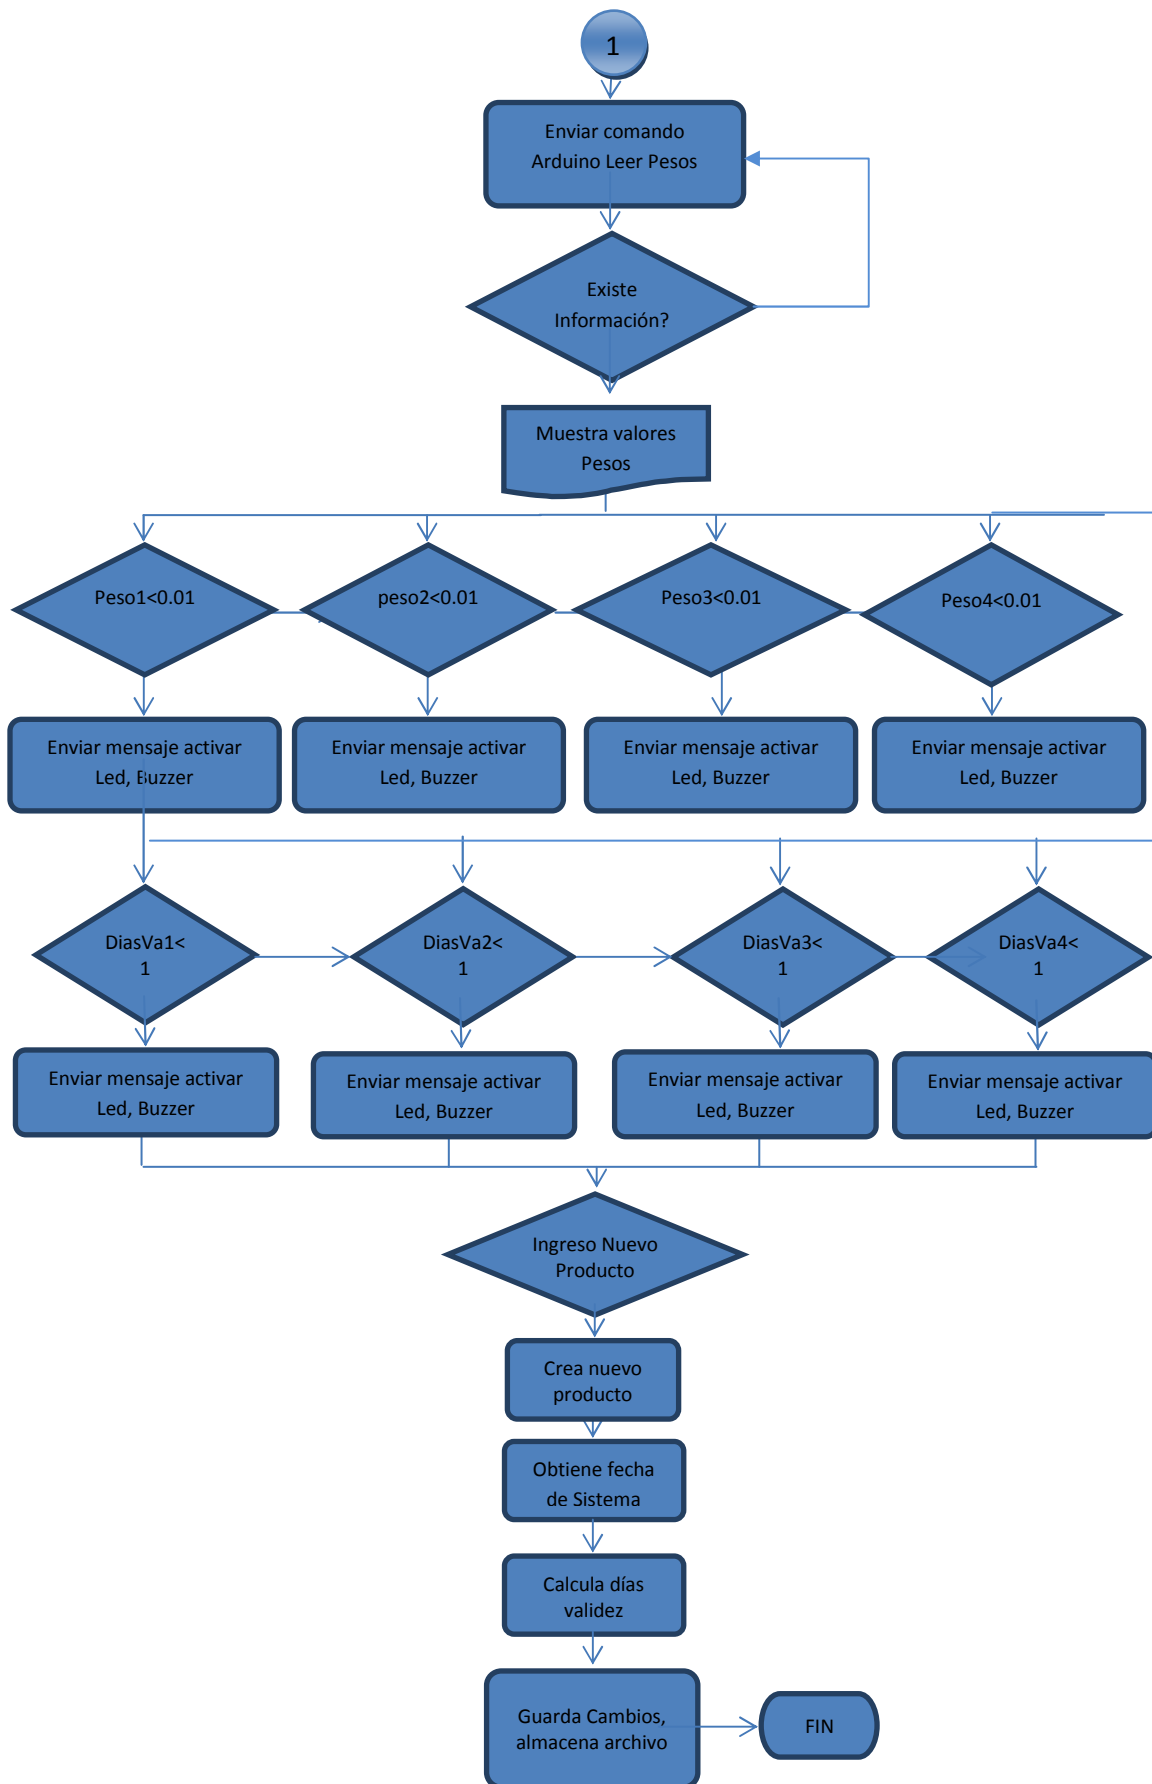 1
Enviar comando
Arduino Leer Pesos
Existe
Información?
Muestra valores
Pesos
Peso1<0.01
peso2<0.01
Peso3<0.01
Peso4<0.01
Enviar mensaje activar
Led, Buzzer
Enviar mensaje activar
Led, Buzzer
Enviar mensaje activar
Led, Buzzer
Enviar mensaje activar
Led, Buzzer
DiasVa1<
1
DiasVa2<
1
DiasVa3<
1
DiasVa4<
1
Enviar mensaje activar
Led, Buzzer
Enviar mensaje activar
Led, Buzzer
Enviar mensaje activar
Led, Buzzer
Enviar mensaje activar
Led, Buzzer
Ingreso Nuevo
Producto
Crea nuevo
producto
Obtiene fecha
de Sistema
Calcula días
validez
Guarda Cambios,
almacena archivo
FIN